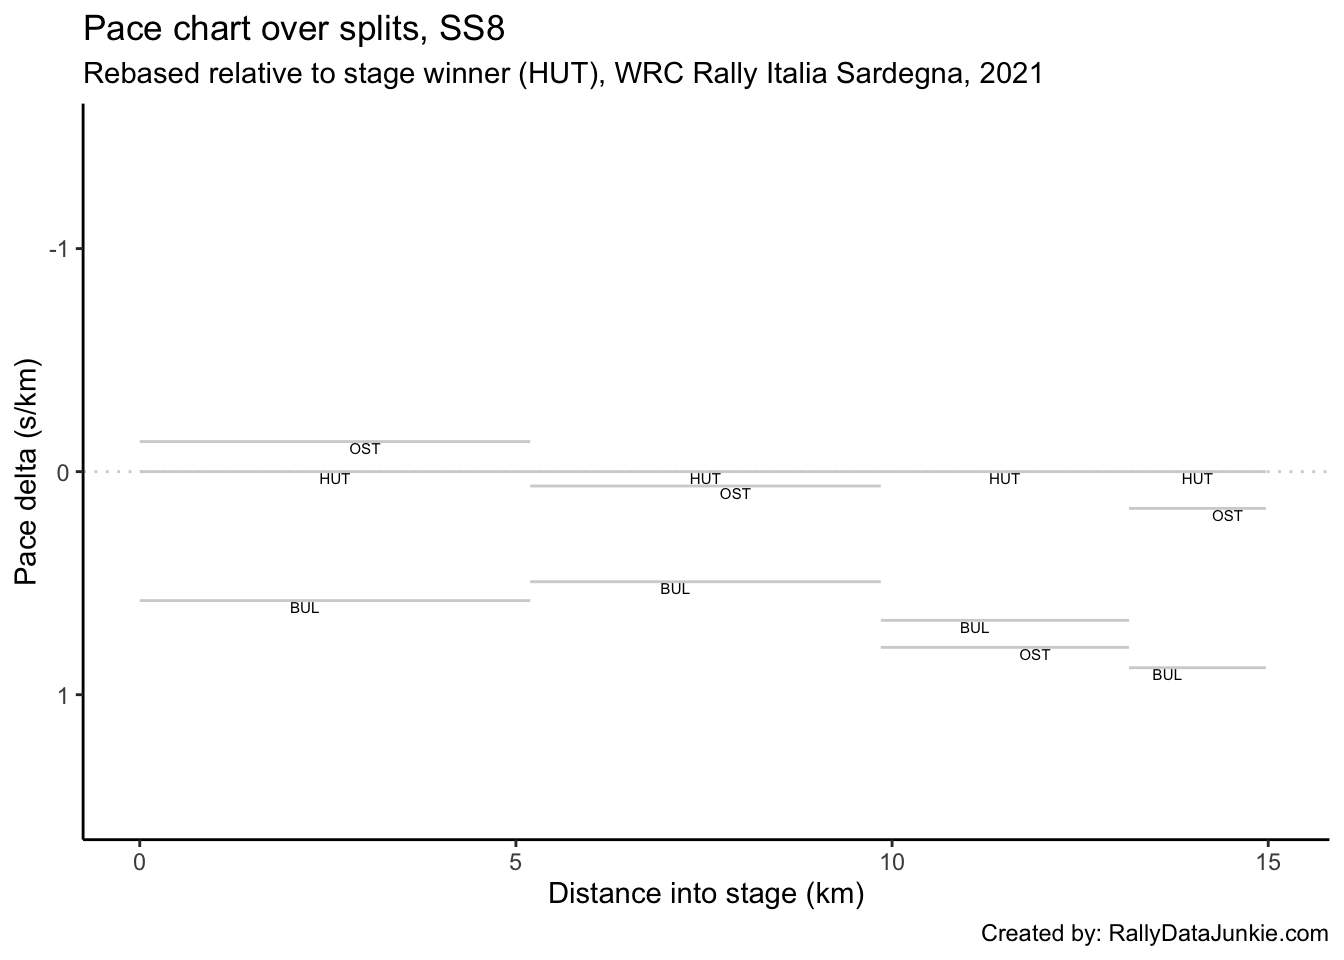 Pace chart over splits, SS8
Rebased relative to stage winner (HUT), WRC Rally Italia Sardegna, 2021
Pace delta (s/km)
-1
0
1
OST
HUT
BUL
HUT
OST
BUL
HUT
BUL
OST
HUT
OST
BUL
0
5
10
15
Distance into stage (km)
Created by: RallyDataJunkie.com